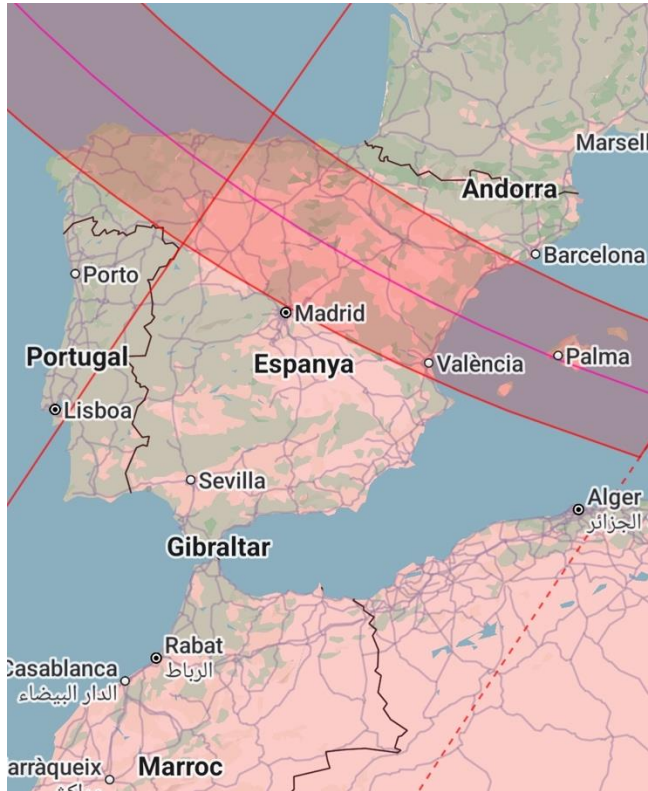 Marsell
Andorra
Barcelona
Porto
Madrid
Portugal
Espanya
València
Palma
Lisboa
Sevilla
Alger
الجزائر
Gibraltar
Rabat
الرباط
Casablanca
الدار البيضاء
arràqueix
Marroc